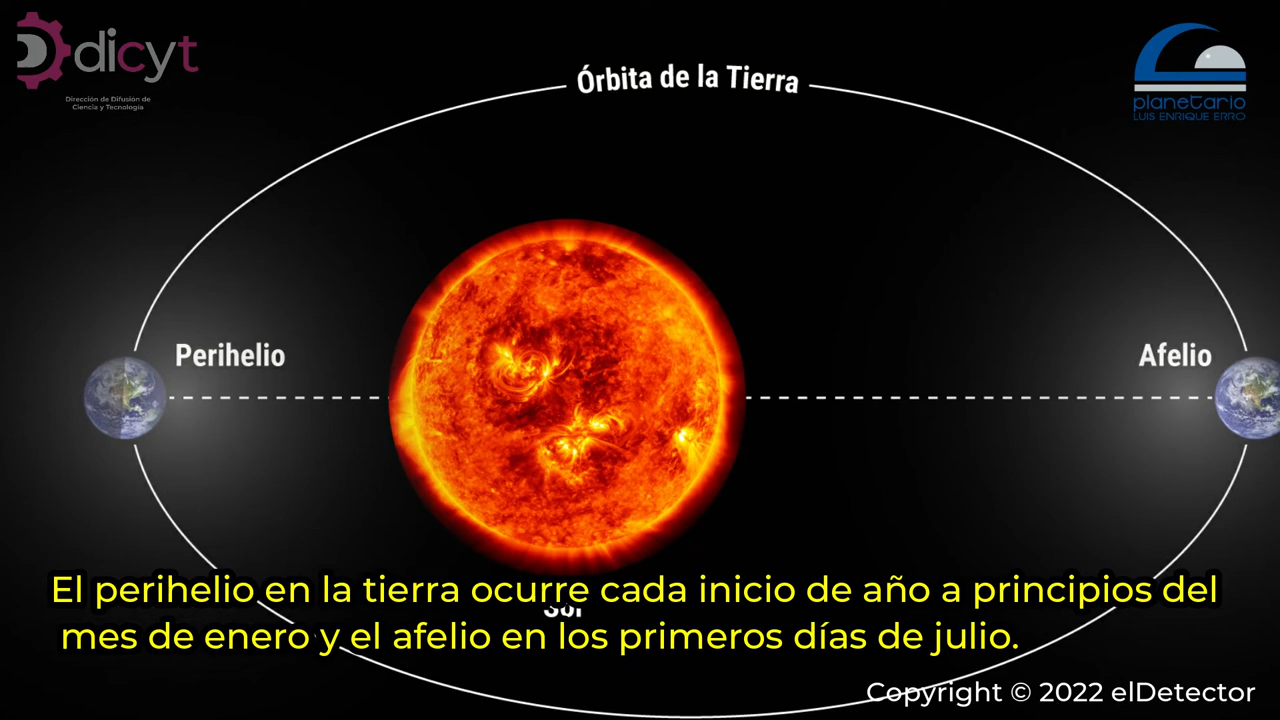 dicyt
Dirección de Difusión de
Ciencia y Tecnología
planetario
LUIS ENRIQUE ERRO
Órbita de la Tierra
Perihelio
Afelio
Sol
El perihelio en la tierra ocurre cada inicio de año a principios del
mes de enero y el afelio en los primeros días de julio.
Copyright © 2022 elDetector